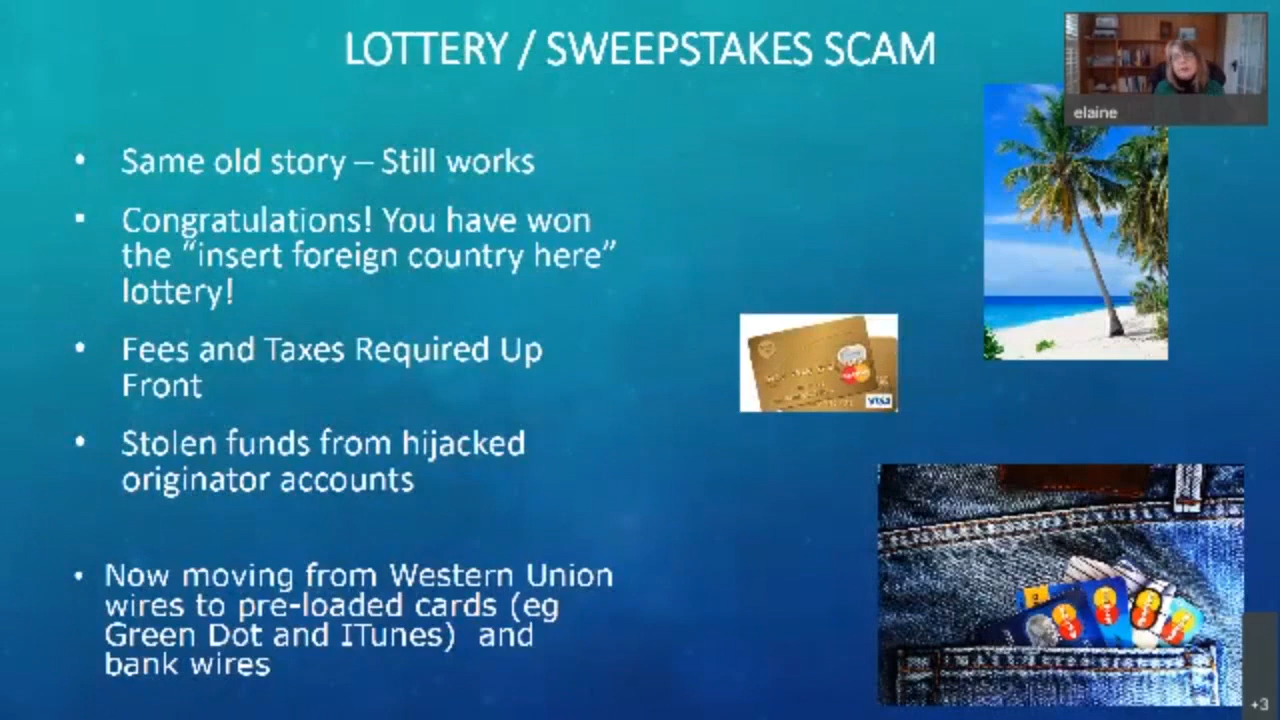 LOTTERY / SWEEPSTAKES SCAM
elaine
• Same old story – Still works
▪ Congratulations! You have won
the “insert foreign country here”
lottery!
• Fees and Taxes Required Up
Front
• Stolen funds from hijacked
originator accounts
• Now moving from Western Union
wires to pre-loaded cards (eg
Green Dot and ITunes)  and
bank wires
VISA
+3